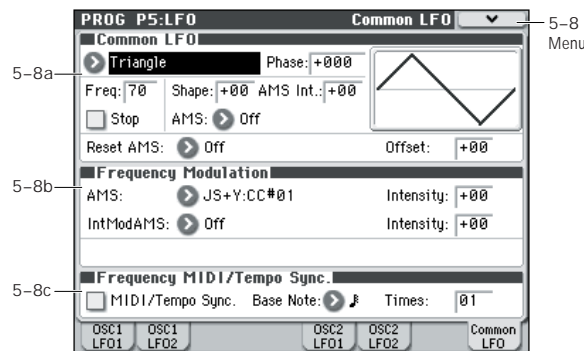 PROG P5:LFO Common LFO
5–8
Menu
Common LFO
5–8a
Triangle Phase: +000
Freq: 70 Shape: +00 AMS Int.: +00
Stop AMS: Off
Reset AMS: Off Offset: +00
Frequency Modulation
5–8b
AMS: JS+Y:CC#01 Intensity: +00
IntModAMS: Off Intensity: +00
Frequency MIDI/Tempo Sync.
5–8c
MIDI/Tempo Sync. Base Note: Times: 01
OSC1 LFO1 OSC1 LFO2 OSC2 LFO1 OSC2 LFO2 Common LFO